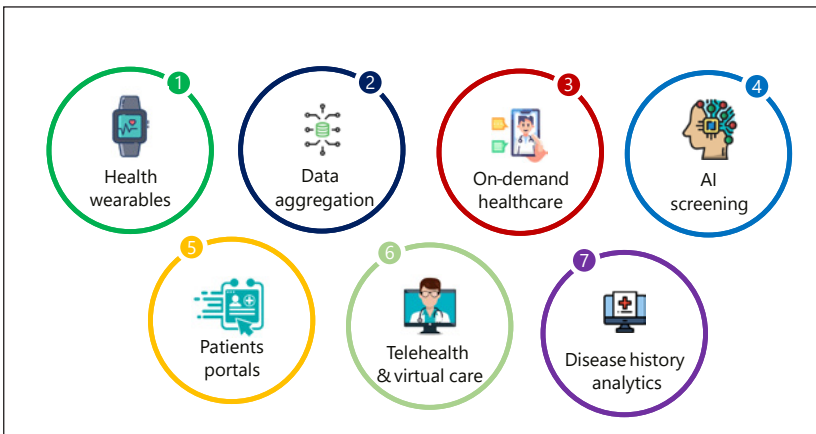 1
Health
wearables
2
Data
aggregation
3
On-demand
healthcare
4
AI
screening
5
Patients
portals
6
Telehealth
& virtual care
7
Disease history
analytics